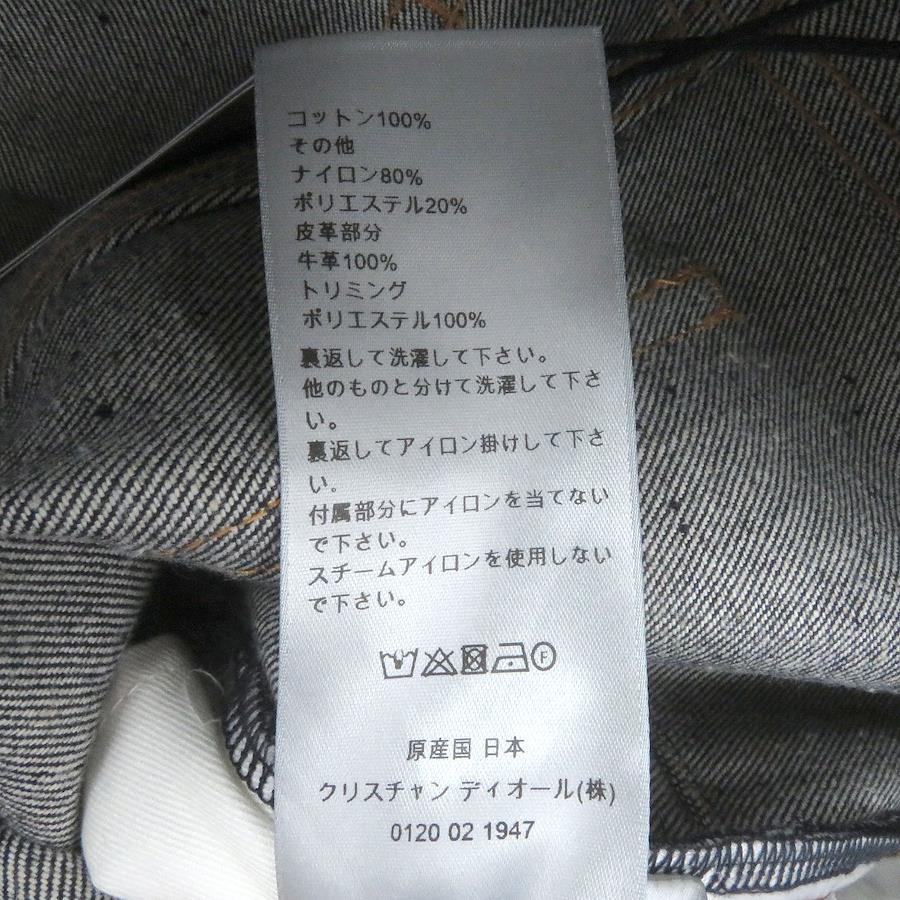 コットン100%
その他
ナイロン80%
ポリエステル20%
皮革部分
牛革100%
トリミング
ポリエステル100%
裏返して洗濯して下さい。
他のものと分けて洗濯して下さ
い。
裏返してアイロン掛けして下さ
い。
付属部分にアイロンを当てない
で下さい。
スチームアイロンを使用しない
で下さい。
F
原産国 日本
クリスチャン ディオール(株)
0120 02 1947